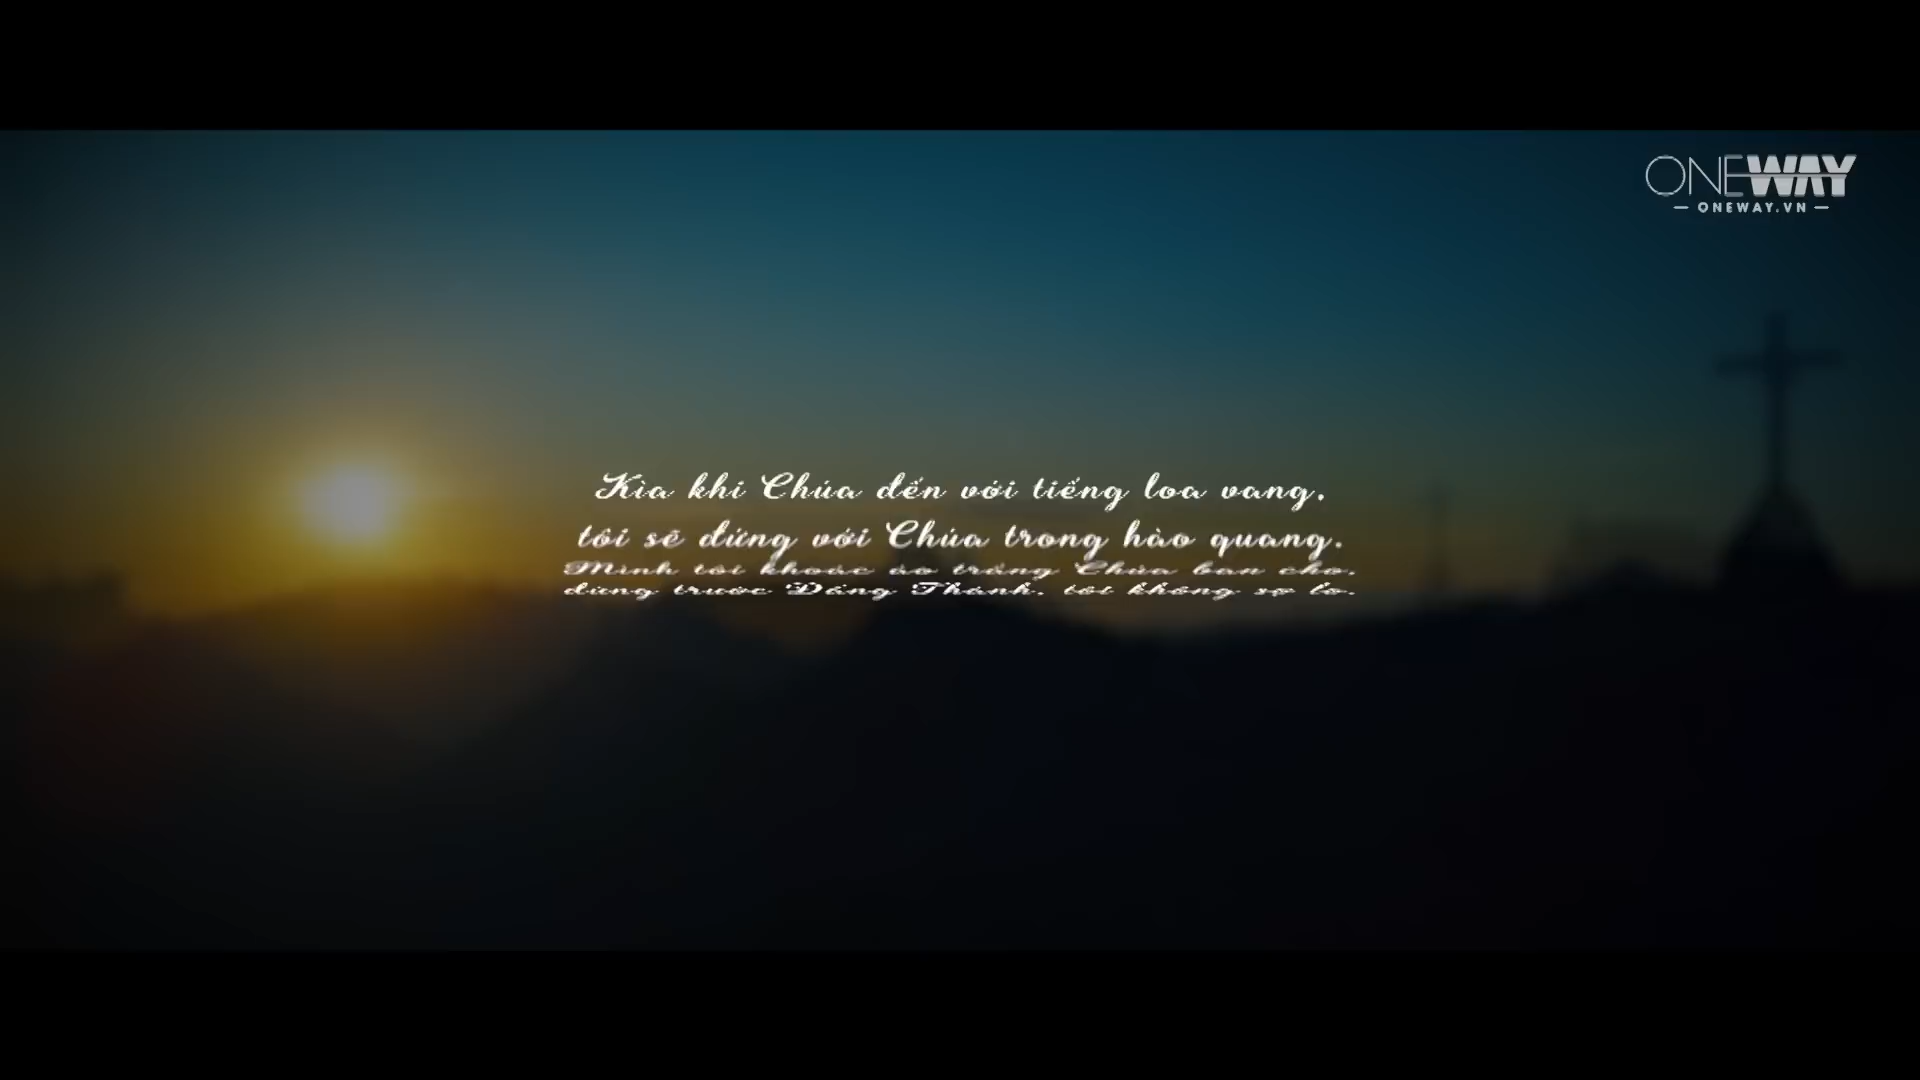 ONEWAY
ONEWAY.VN
Kìa khi Chúa đến với tiếng loa vang,
tôi sẽ đứng với Chúa trong hào quang.
Mình tôi khoác áo trắng Chúa ban cho,
đứng trước Đấng Thánh, tôi không sợ lo.